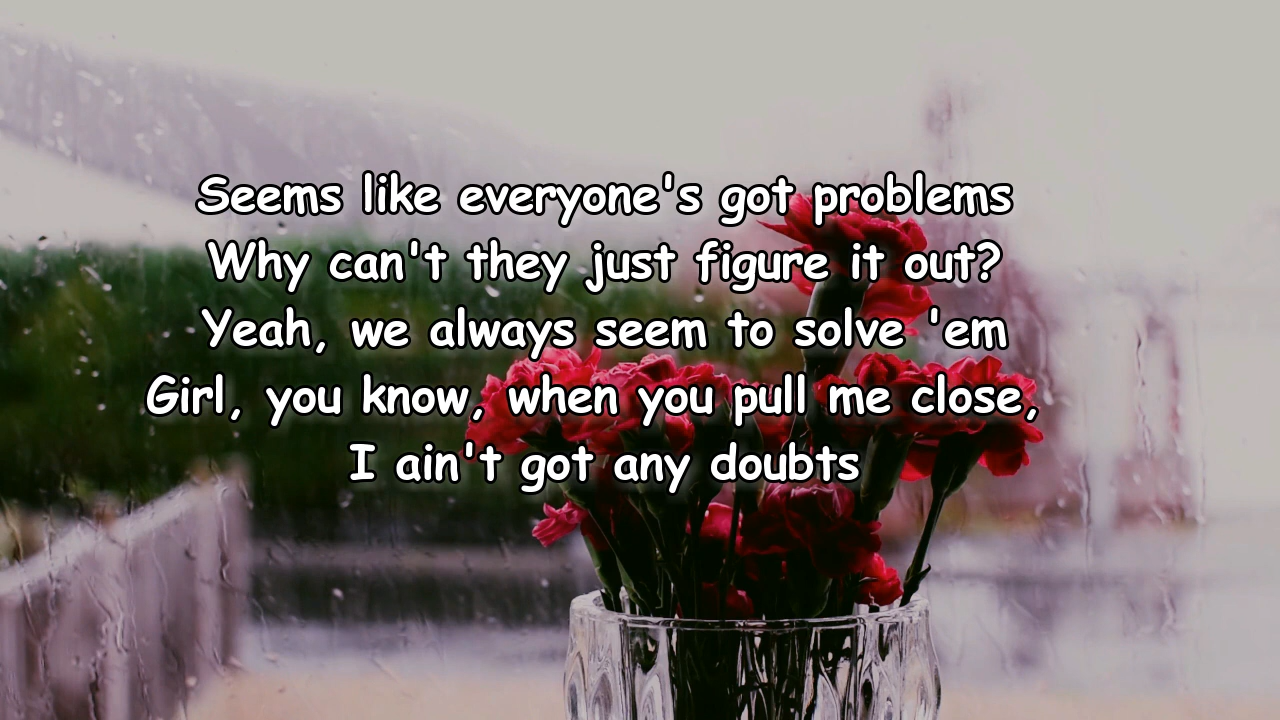 Seems like everyone's got problems
Why can't they just figure it out?
Yeah, we always seem to solve 'em
Girl, you know, when you pull me close,
I ain't got any doubts